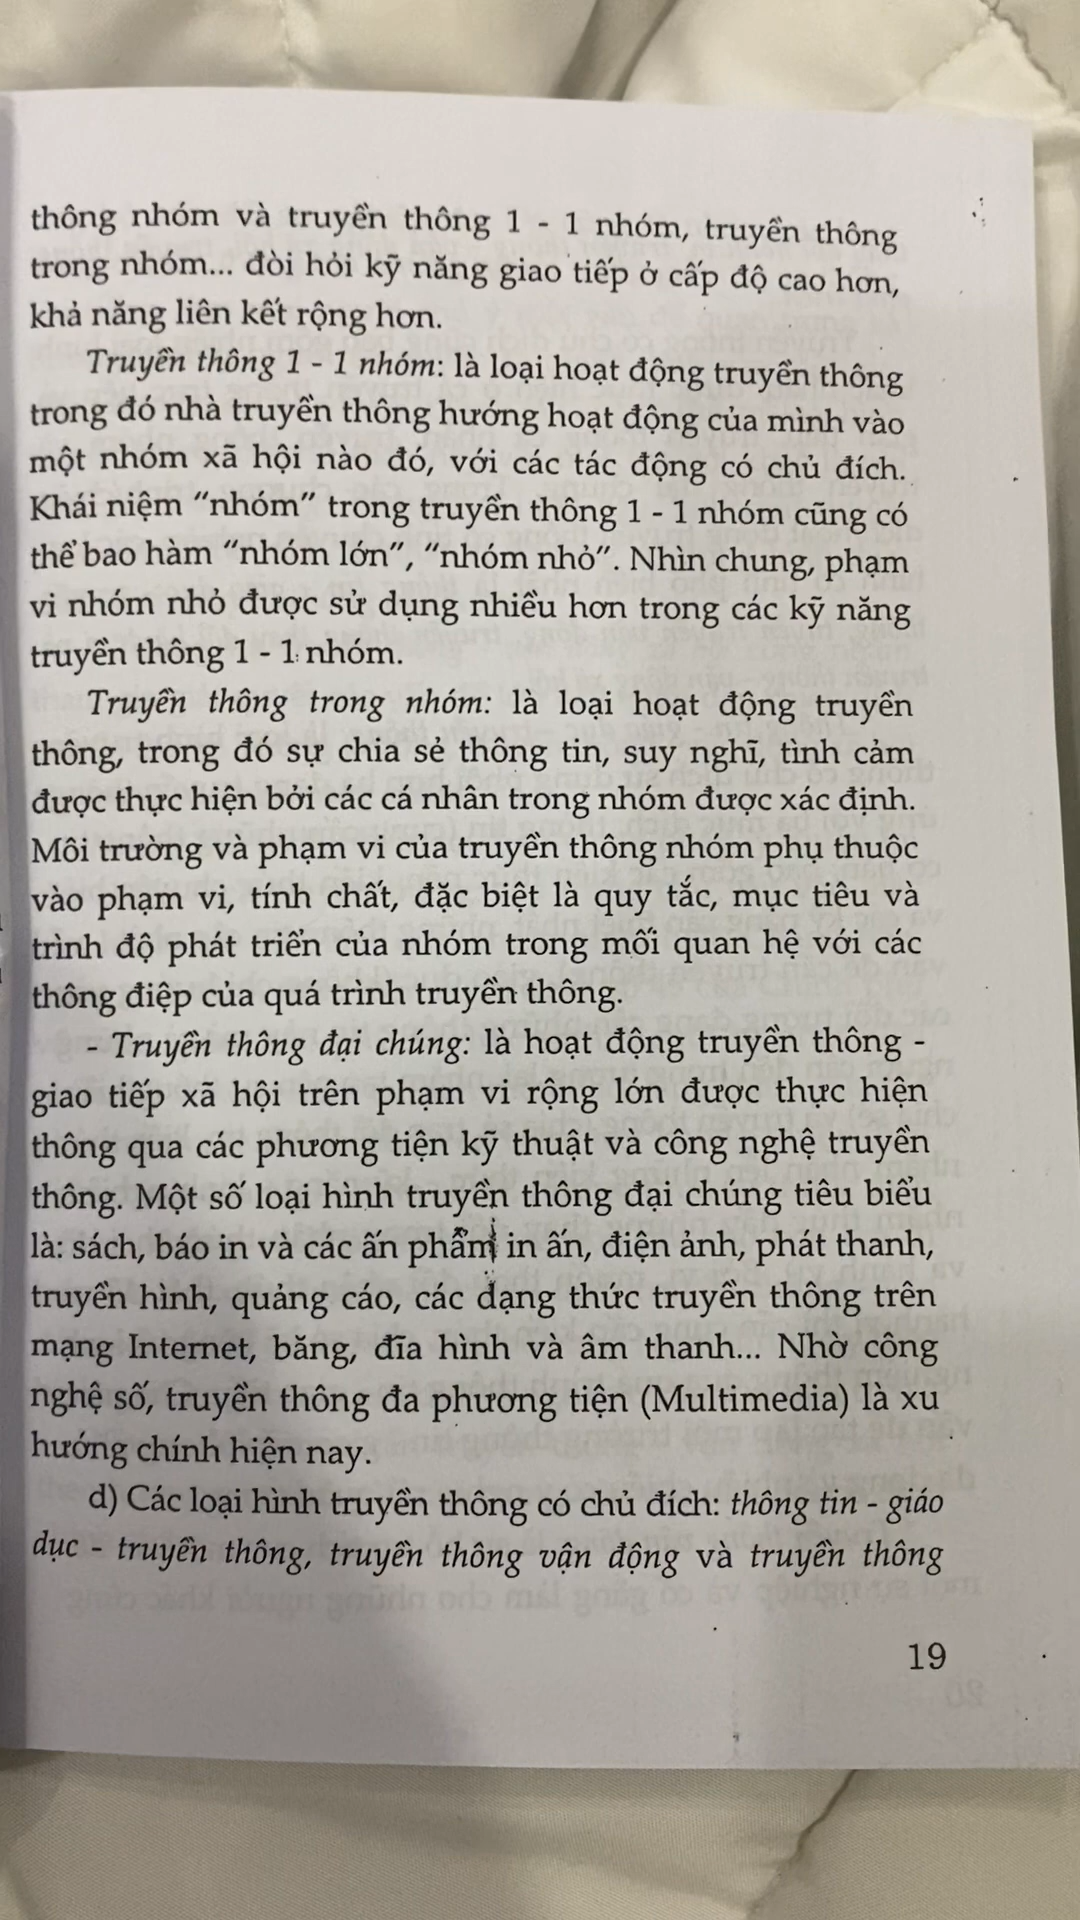 thông nhóm và truyền thông 1 - 1 nhóm, truyền thông
trong nhóm... đòi hỏi kỹ năng giao tiếp ở cấp độ cao hơn,
khả năng liên kết rộng hơn.
Truyền thông 1 - 1 nhóm: là loại hoạt động truyền thông
trong đó nhà truyền thông hướng hoạt động của mình vào
một nhóm xã hội nào đó, với các tác động có chủ đích.
Khái niệm “nhóm” trong truyền thông 1 - 1 nhóm cũng có
thể bao hàm “nhóm lớn”, “nhóm nhỏ”. Nhìn chung, phạm
vi nhóm nhỏ được sử dụng nhiều hơn trong các kỹ năng
truyền thông 1 - 1 nhóm.
Truyền thông trong nhóm: là loại hoạt động truyền
thông, trong đó sự chia sẻ thông tin, suy nghĩ, tình cảm
được thực hiện bởi các cá nhân trong nhóm được xác định.
Môi trường và phạm vi của truyền thông nhóm phụ thuộc
vào phạm vi, tính chất, đặc biệt là quy tắc, mục tiêu và
trình độ phát triển của nhóm trong mối quan hệ với các
thông điệp của quá trình truyền thông.
- Truyền thông đại chúng: là hoạt động truyền thông -
giao tiếp xã hội trên phạm vi rộng lớn được thực hiện
thông qua các phương tiện kỹ thuật và công nghệ truyền
thông. Một số loại hình truyền thông đại chúng tiêu biểu
là: sách, báo in và các ấn phẩm in ấn, điện ảnh, phát thanh,
truyền hình, quảng cáo, các dạng thức truyền thông trên
mạng Internet, băng, đĩa hình và âm thanh... Nhờ công
nghệ số, truyền thông đa phương tiện (Multimedia) là xu
hướng chính hiện nay.
d) Các loại hình truyền thông có chủ đích: thông tin - giáo
dục - truyền thông, truyền thông vận động và truyền thông
19